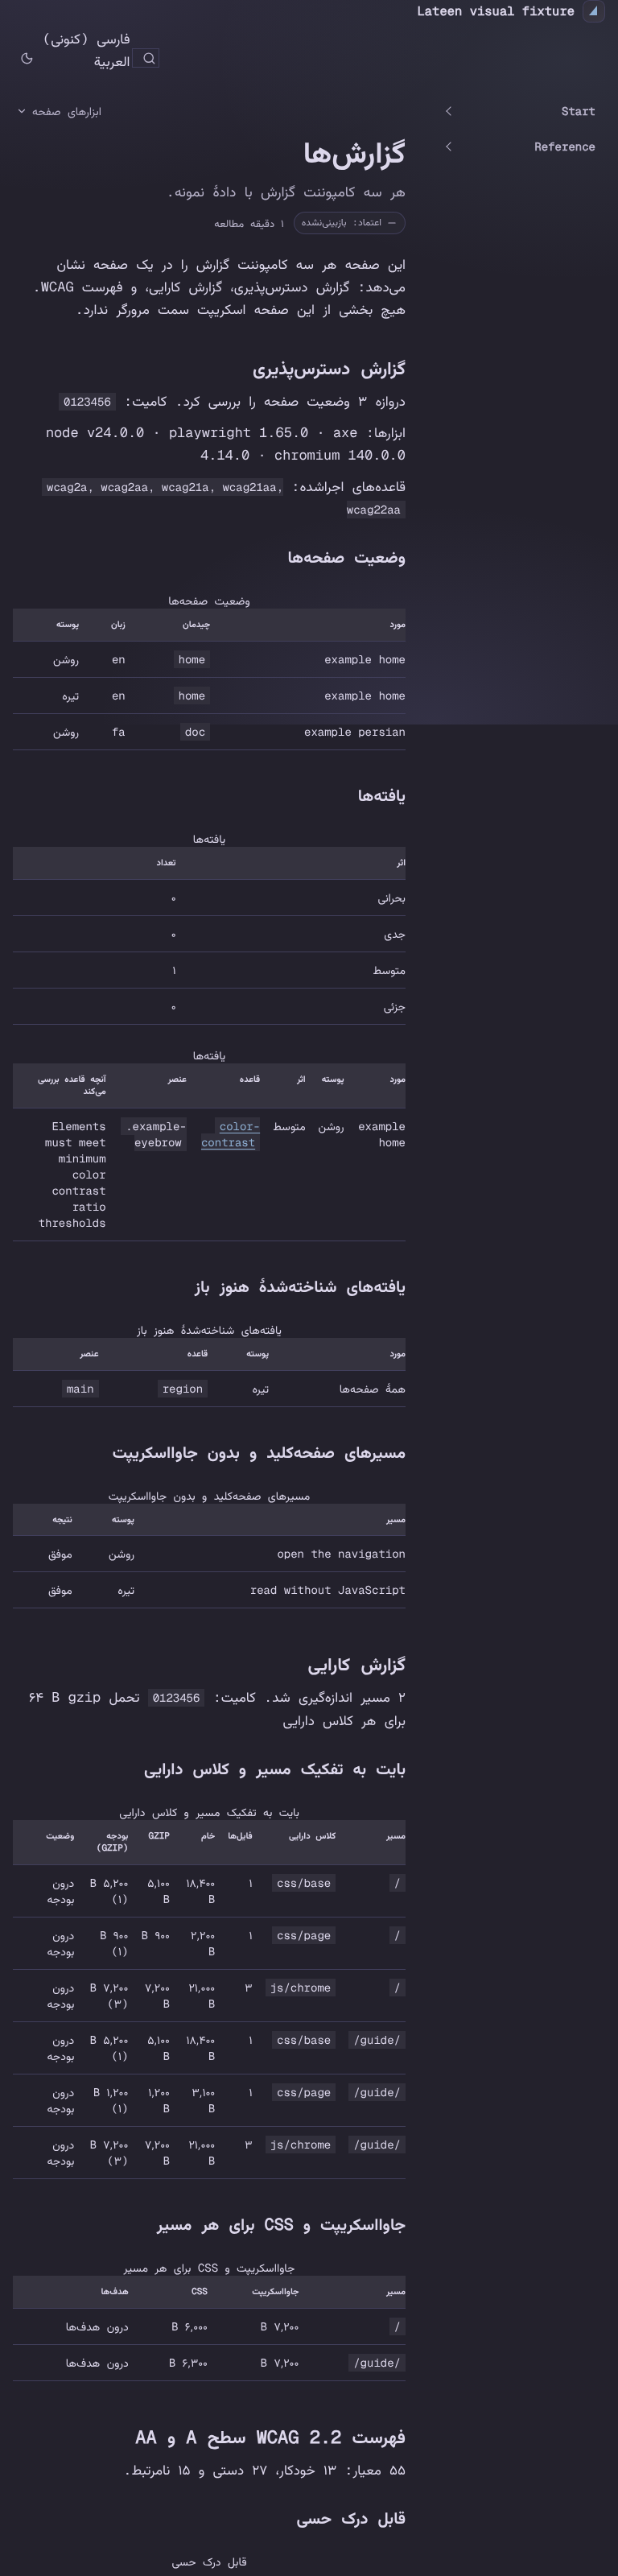 Lateen visual fixture
فارسی (کنونی)
العربية
Start
Reference
ابزارهای صفحه
گزارش‌ها
هر سه کامپوننت گزارش با دادهٔ نمونه.
— اعتماد: بازبینی‌نشده
۱ دقیقه مطالعه
این صفحه هر سه کامپوننت گزارش را در یک صفحه نشان
می‌دهد: گزارش دسترس‌پذیری، گزارش کارایی، و فهرست WCAG.
هیچ بخشی از این صفحه اسکریپت سمت مرورگر ندارد.
گزارش دسترس‌پذیری
دروازه ۳ وضعیت صفحه را بررسی کرد. کامیت: 0123456
ابزارها: node v24.0.0 · playwright 1.65.0 · axe
4.14.0 · chromium 140.0.0
قاعده‌های اجراشده: wcag2a, wcag2aa, wcag21a, wcag21aa,
wcag22aa
وضعیت صفحه‌ها
وضعیت صفحه‌ها
مورد چیدمان زبان پوسته
example home home en روشن
example home home en تیره
example persian doc fa روشن
یافته‌ها
یافته‌ها
اثر تعداد
بحرانی ۰
جدی ۰
متوسط ۱
جزئی ۰
یافته‌ها
مورد پوسته اثر قاعده عنصر آنچه قاعده بررسی
می‌کند
example روشن متوسط color- .example- Elements
home contrast eyebrow must meet
minimum
color
contrast
ratio
thresholds
یافته‌های شناخته‌شدهٔ هنوز باز
یافته‌های شناخته‌شدهٔ هنوز باز
مورد پوسته قاعده عنصر
همهٔ صفحه‌ها تیره region main
مسیرهای صفحه‌کلید و بدون جاوااسکریپت
مسیرهای صفحه‌کلید و بدون جاوااسکریپت
مسیر پوسته نتیجه
open the navigation روشن موفق
read without JavaScript تیره موفق
گزارش کارایی
۲ مسیر اندازه‌گیری شد. کامیت: 0123456 تحمل ۶۴ B gzip
برای هر کلاس دارایی
بایت به تفکیک مسیر و کلاس دارایی
بایت به تفکیک مسیر و کلاس دارایی
مسیر کلاس دارایی فایل‌ها خام GZIP بودجه وضعیت
(GZIP)
/ css/base ۱ ۱۸,۴۰۰ ۵,۱۰۰ ۵,۲۰۰ B درون
B B (۱) بودجه
/ css/page ۱ ۲,۲۰۰ ۹۰۰ B ۹۰۰ B درون
B (۱) بودجه
/ js/chrome ۳ ۲۱,۰۰۰ ۷,۲۰۰ ۷,۲۰۰ B درون
B B (۳) بودجه
/guide/ css/base ۱ ۱۸,۴۰۰ ۵,۱۰۰ ۵,۲۰۰ B درون
B B (۱) بودجه
/guide/ css/page ۱ ۳,۱۰۰ ۱,۲۰۰ ۱,۲۰۰ B درون
B B (۱) بودجه
/guide/ js/chrome ۳ ۲۱,۰۰۰ ۷,۲۰۰ ۷,۲۰۰ B درون
B B (۳) بودجه
جاوااسکریپت و CSS برای هر مسیر
جاوااسکریپت و CSS برای هر مسیر
مسیر جاوااسکریپت CSS هدف‌ها
/ ۷,۲۰۰ B ۶,۰۰۰ B درون هدف‌ها
/guide/ ۷,۲۰۰ B ۶,۳۰۰ B درون هدف‌ها
فهرست WCAG 2.2 سطح A و AA
۵۵ معیار: ۱۳ خودکار، ۲۷ دستی و ۱۵ نامرتبط.
قابل درک حسی
قابل درک حسی